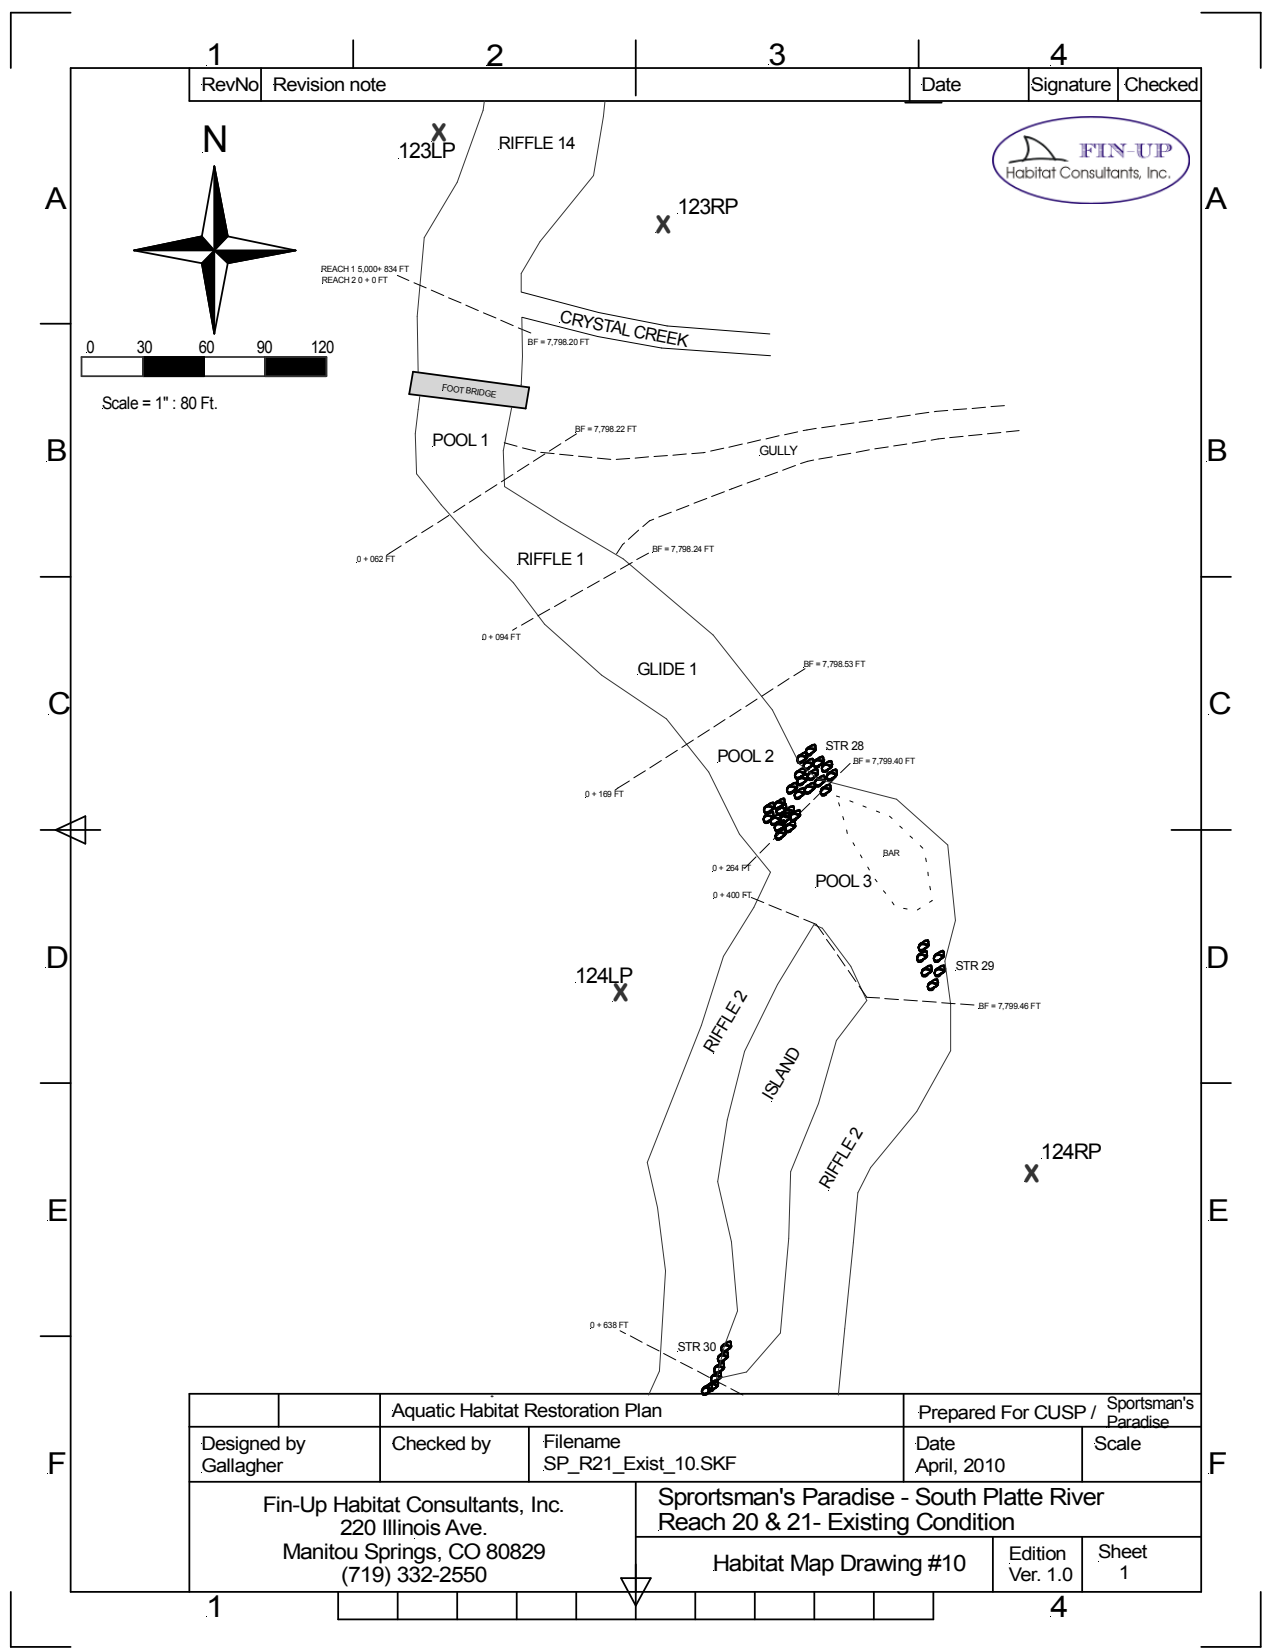 1
2
3
4
RevNo
Revision note
Date
Signature
Checked
123LP
RIFFLE 14
N
FIN-UP
Habitat Consultants, Inc.
A
A
123RP
REACH 1 5,000+ 834 FT
REACH 2 0 + 0 FT
CRYSTAL CREEK
BF = 7,798.20 FT
0 30 60 90 120
Scale = 1" : 80 Ft.
FOOT BRIDGE
BF = 7,798.22 FT
POOL 1
GULLY
B
B
BF = 7,798.24 FT
0 + 062 FT
RIFFLE 1
0 + 094 FT
BF = 7,798.53 FT
GLIDE 1
C
C
STR 28
POOL 2
BF = 7,799.40 FT
0 + 169 FT
BAR
0 + 264 FT
POOL 3
0 + 400 FT
D
D
STR 29
124LP
BF = 7,799.46 FT
RIFFLE 2
ISLAND
RIFFLE 2
124RP
E
E
0 + 638 FT
STR 30
Aquatic Habitat Restoration Plan
Prepared For CUSP /
Sportsman's
Paradise
Designed by
Gallagher
Checked by
Filename
SP_R21_Exist_10.SKF
Date
April, 2010
Scale
F
F
Fin-Up Habitat Consultants, Inc.
220 Illinois Ave.
Manitou Springs, CO 80829
(719) 332-2550
Sprortsman's Paradise - South Platte River
Reach 20 & 21- Existing Condition
Habitat Map Drawing #10
Edition
Ver. 1.0
Sheet
1
1
4